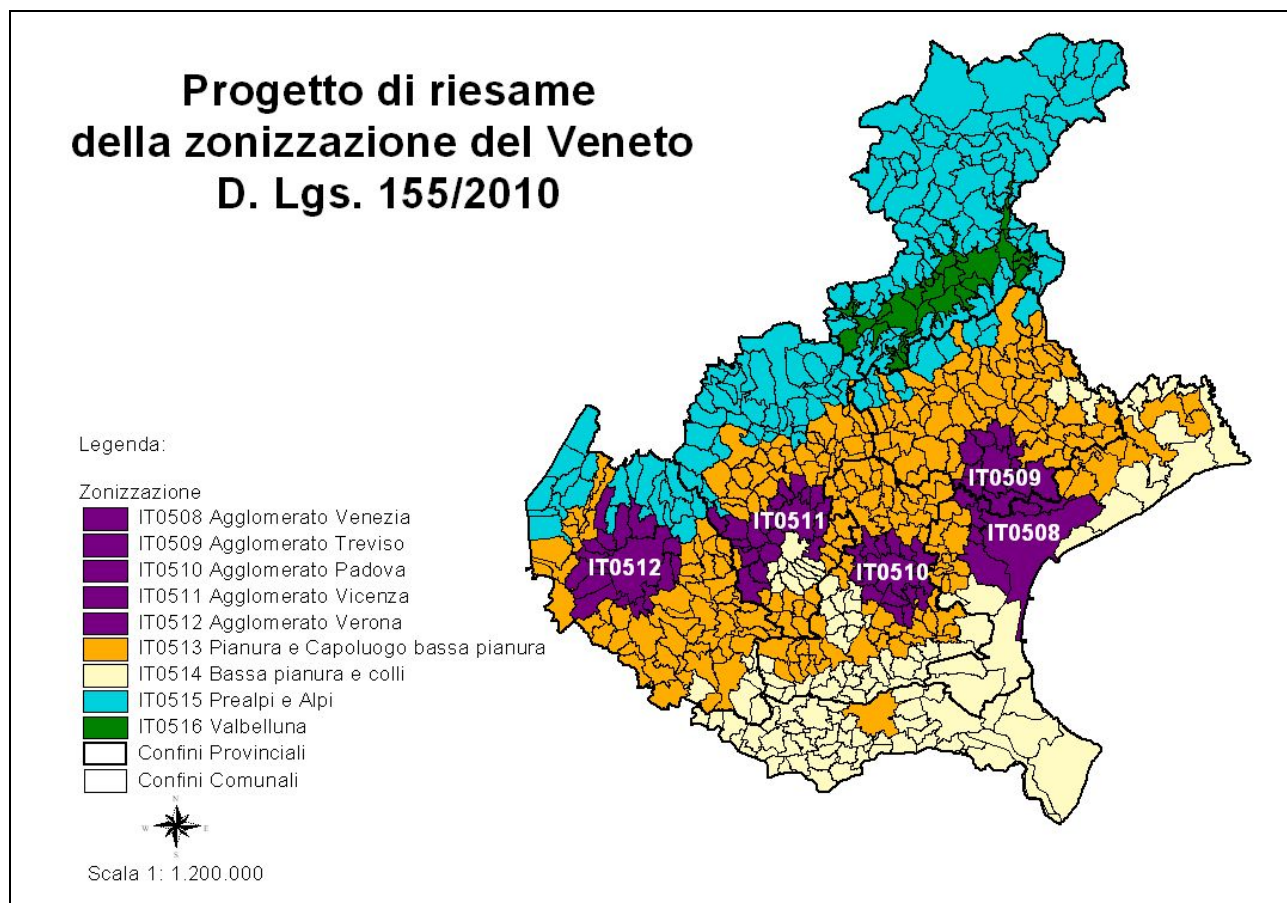 Progetto di riesame
della zonizzazione del Veneto
D. Lgs. 155/2010
Legenda:
Zonizzazione
IT0508 Agglomerato Venezia
IT0509 Agglomerato Treviso
IT0510 Agglomerato Padova
IT0511 Agglomerato Vicenza
IT0512 Agglomerato Verona
IT0513 Pianura e Capoluogo bassa pianura
IT0514 Bassa pianura e colli
IT0515 Prealpi e Alpi
IT0516 Valbelluna
Confini Provinciali
Confini Comunali
N
W E
S
Scala 1: 1.200.000
IT0509
IT0511
IT0508
IT0512
IT0510